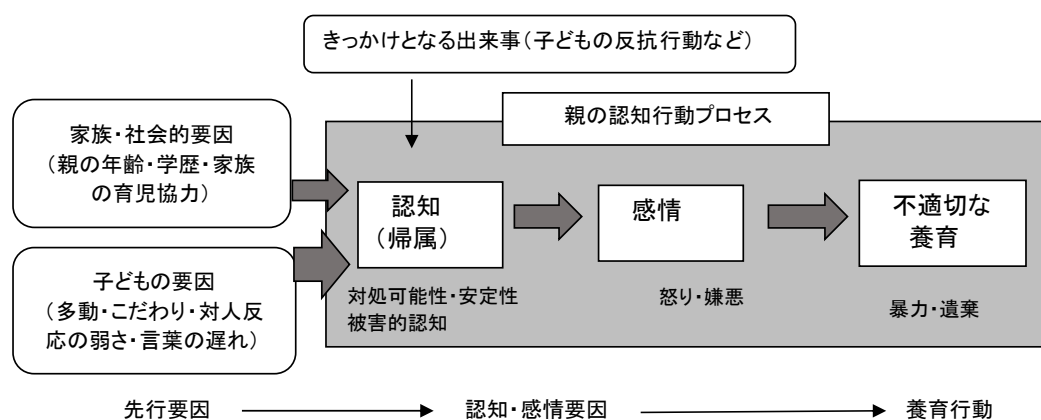 きっかけとなる出来事(子どもの反抗行動など)
親の認知行動プロセス
家族・社会的要因
(親の年齢・学歴・家族
の育児協力)
認知
(帰属)
感情
不適切な
養育
子どもの要因
(多動・こだわり・対人反
応の弱さ・言葉の遅れ)
対処可能性・安定性
被害的認知
怒り・嫌悪
暴力・遺棄
先行要因
認知・感情要因
養育行動